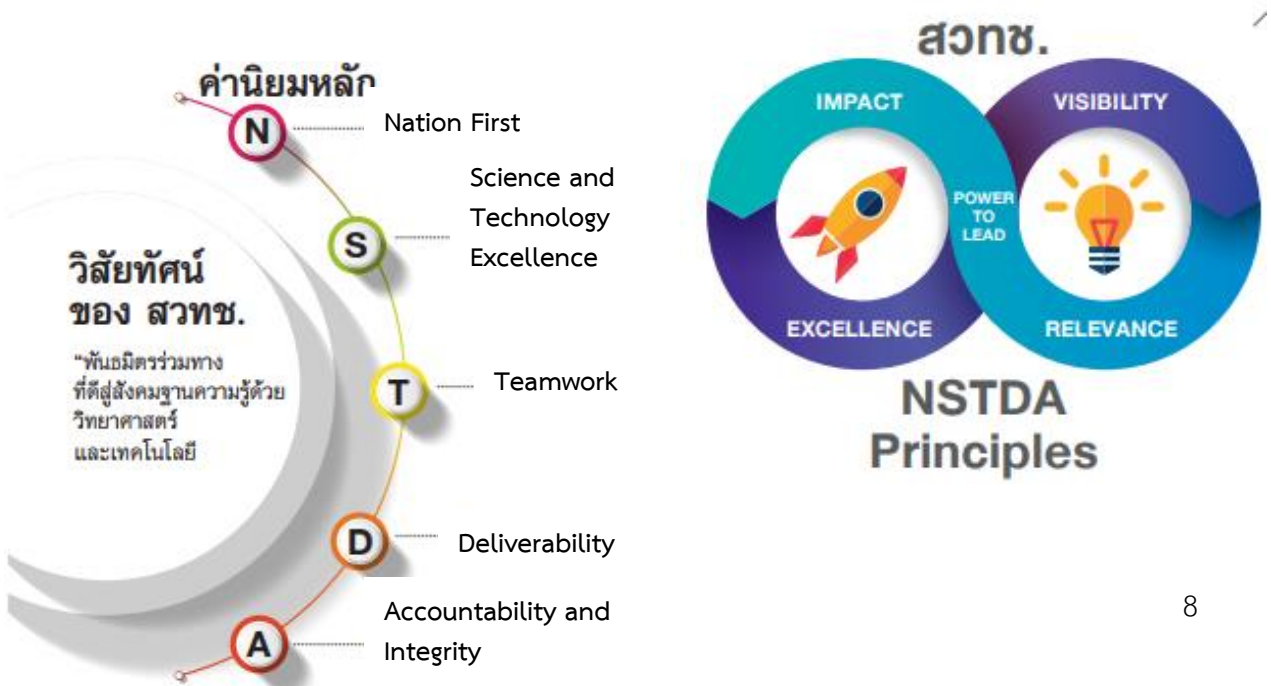 ค่านิยมหลัก
N
Nation First
S
Science and
Technology
Excellence
T
Teamwork
D
Deliverability
A
Accountability and
Integrity
วิสัยทัศน์
ของ สวทช.
“พันธมิตรร่วมทาง
ที่ดีสู่สังคมฐานความรู้ด้วย
วิทยาศาสตร์
และเทคโนโลยี
สวทช.
IMPACT
VISIBILITY
POWER
TO
LEAD
EXCELLENCE
RELEVANCE
NSTDA
Principles
8